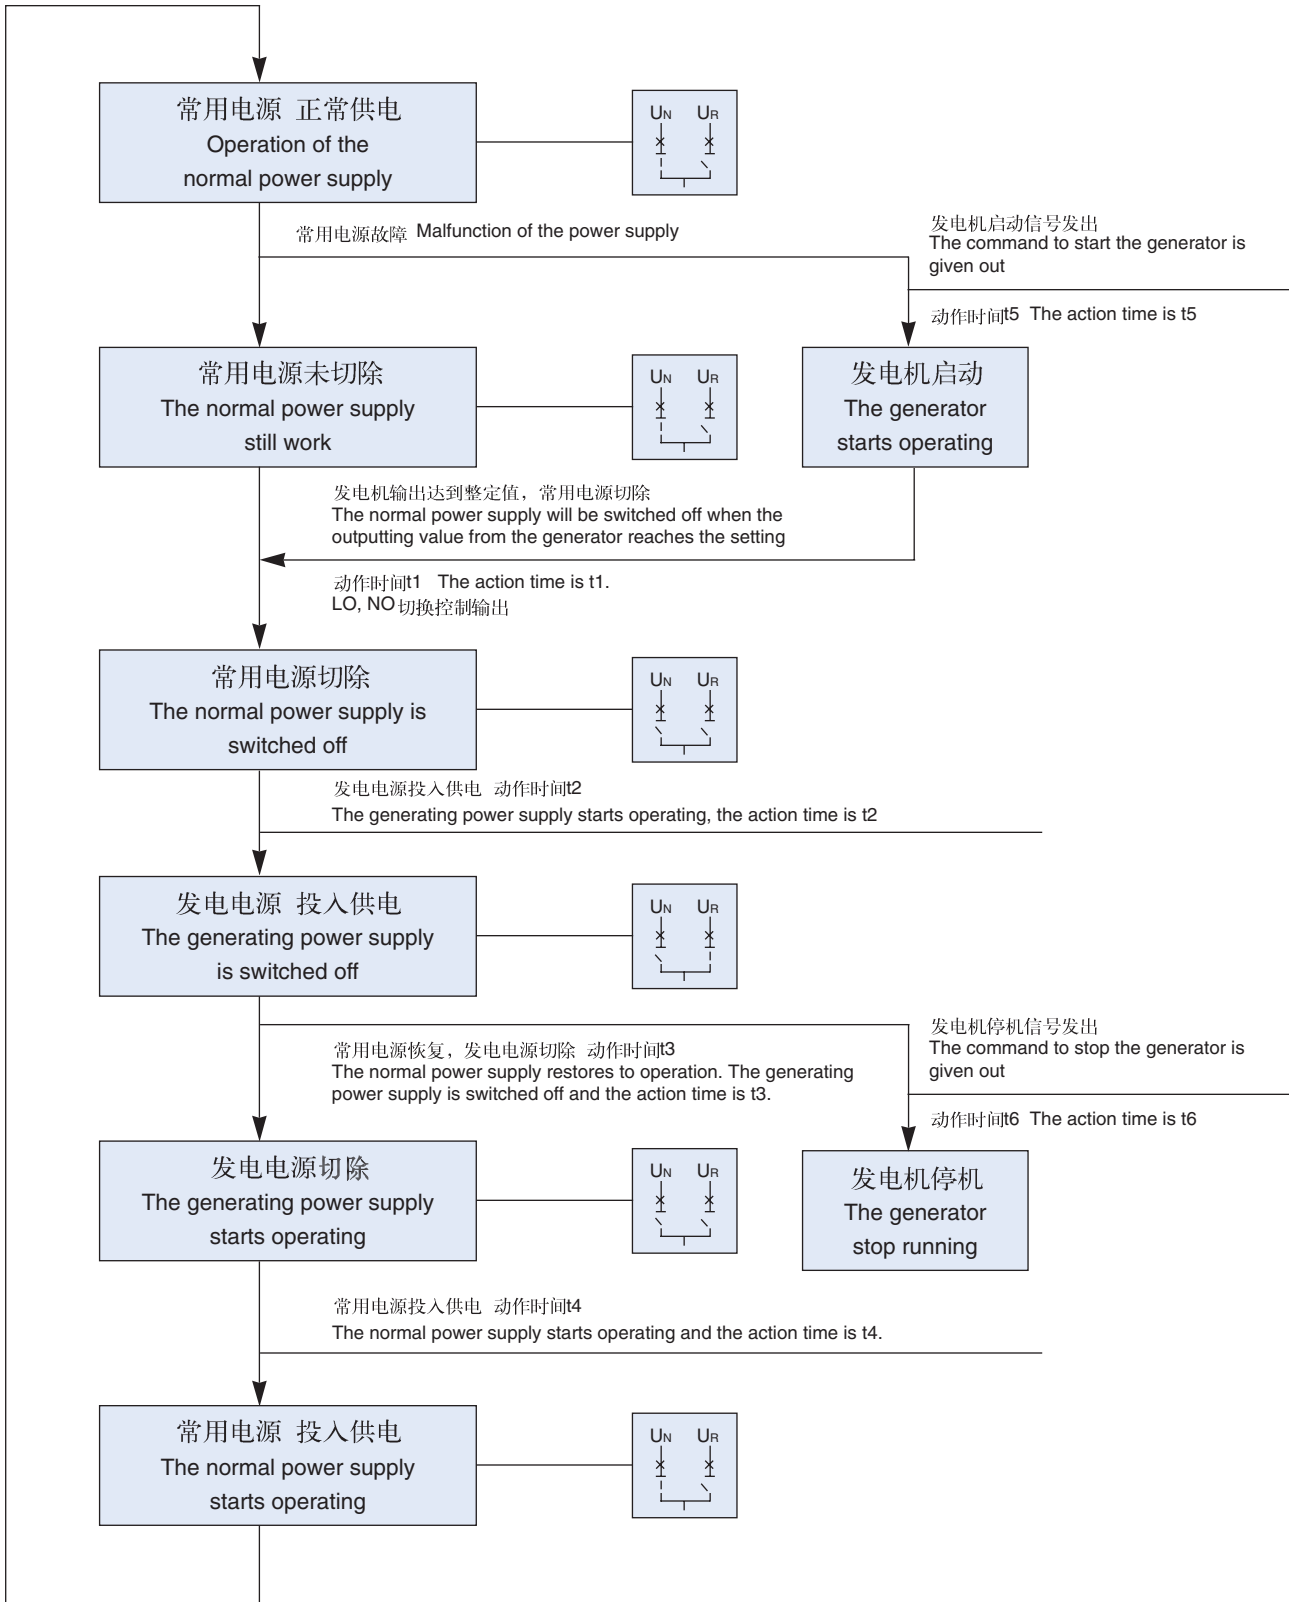 常用电源 正常供电
Operation of the
normal power supply
UN UR
常用电源故障 Malfunction of the power supply
发电机启动信号发出
The command to start the generator is
given out
动作时间t5 The action time is t5
常用电源未切除
The normal power supply
still work
UN UR
发电机启动
The generator
starts operating
发电机输出达到整定值，常用电源切除
The normal power supply will be switched off when the
outputting value from the generator reaches the setting
动作时间t1 The action time is t1.
LO, NO切换控制输出
常用电源切除
The normal power supply is
switched off
UN UR
发电电源投入供电 动作时间t2
The generating power supply starts operating, the action time is t2
发电电源 投入供电
The generating power supply
is switched off
UN UR
常用电源恢复，发电电源切除 动作时间t3
The normal power supply restores to operation. The generating
power supply is switched off and the action time is t3.
发电机停机信号发出
The command to stop the generator is
given out
动作时间t6 The action time is t6
发电电源切除
The generating power supply
starts operating
UN UR
发电机停机
The generator
stop running
常用电源投入供电 动作时间t4
The normal power supply starts operating and the action time is t4.
常用电源 投入供电
The normal power supply
starts operating
UN UR